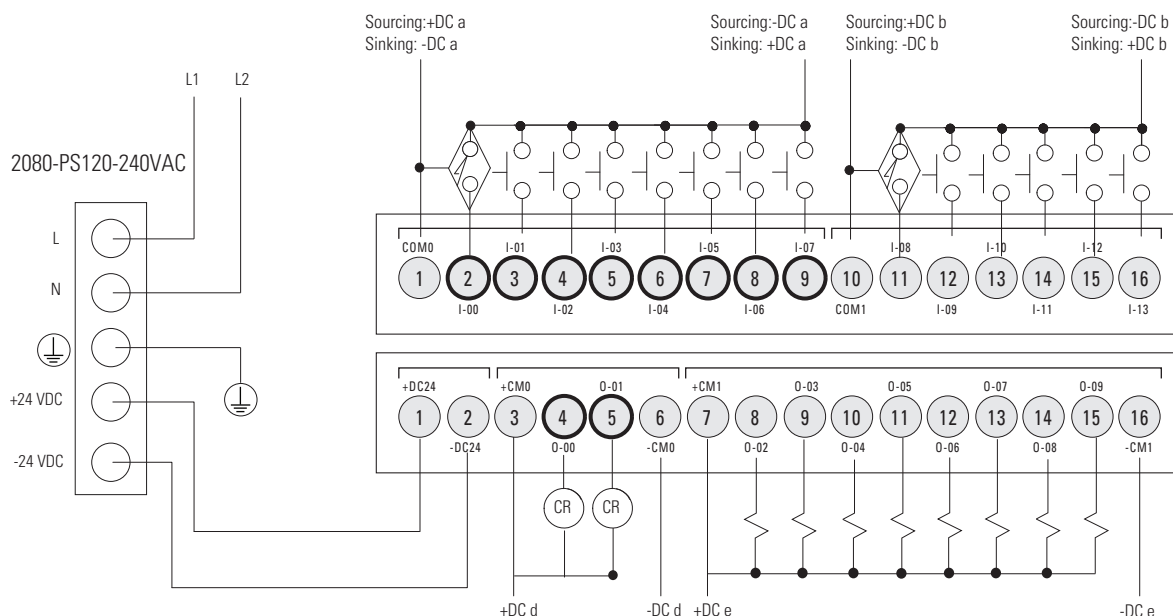 Sourcing:+DC a
Sinking: -DC a
Sourcing:-DC a
Sinking: +DC a
Sourcing:+DC b
Sinking: -DC b
Sourcing:-DC b
Sinking: +DC b
L1 L2
2080-PS120-240VAC
L
N
+24 VDC
-24 VDC
COM0 I-01 I-03 I-05 I-07 I-08 I-10 I-12
1 2 3 4 5 6 7 8 9 10 11 12 13 14 15 16
I-00 I-02 I-04 I-06 COM1 I-09 I-11 I-13
+DC24 +CM0 O-01 +CM1 O-03 O-05 O-07 O-09
1 2 3 4 5 6 7 8 9 10 11 12 13 14 15 16
-DC24 O-00 -CM0 O-02 O-04 O-06 O-08 -CM1
CR CR
+DC d -DC d +DC e -DC e